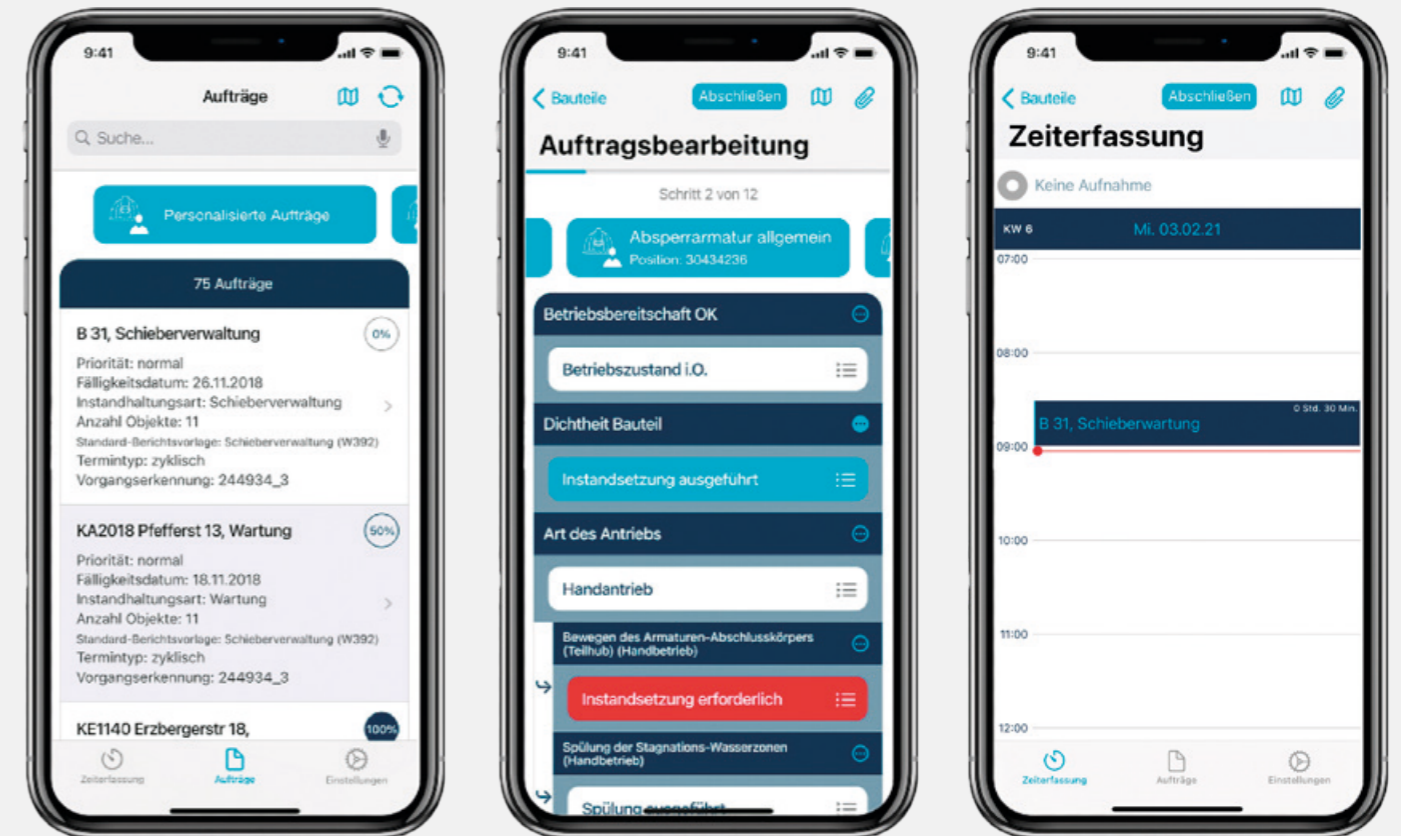 9:41
Aufträge
Suche...
Personalisierte Aufträge
75 Aufträge
B 31, Schieberverwaltung
0%
Priorität: normal
Fälligkeitsdatum: 26.11.2018
Instandhaltungsart: Schieberverwaltung
Anzahl Objekte: 11
Standard-Berichtsvorlage: Schieberverwaltung (W392)
Termintyp: zyklisch
Vorgangserkennung: 244934_3
KA2018 Pfefferst 13, Wartung
50%
Priorität: normal
Fälligkeitsdatum: 18.11.2018
Instandhaltungsart: Wartung
Anzahl Objekte: 11
Standard-Berichtsvorlage: Schieberverwaltung (W392)
Termintyp: zyklisch
Vorgangserkennung: 244934_3
KE1140 Erzbergerstr 18,
100%
Zeiterfassung
Aufträge
Einstellungen
9:41
Bauteile
Abschließen
Auftragsbearbeitung
Schritt 2 von 12
Absperrarmatur allgemein
Position: 30434236
Betriebsbereitschaft OK
Betriebszustand i.O.
Dichtheit Bauteil
Instandsetzung ausgeführt
Art des Antriebs
Handantrieb
Bewegen des Armaturen-Abschlusskörpers
(Teilhub) (Handbetrieb)
Instandsetzung erforderlich
Spülung der Stagnations-Wasserzonen
(Handbetrieb)
Spülung ausgeführt
9:41
Bauteile
Abschließen
Zeiterfassung
Keine Aufnahme
KW 6
Mi. 03.02.21
07:00
08:00
0 Std. 30 Min.
B 31, Schieberwartung
09:00
10:00
11:00
12:00
Zeiterfassung
Aufträge
Einstellungen